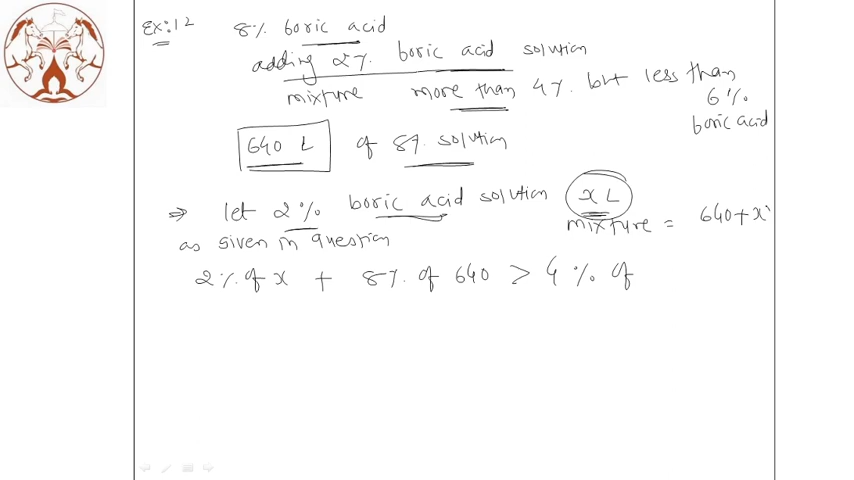 Ex:12 8% boric acid
adding 2% boric acid solution
mixture more than 4% but less than
6%
boric acid
640 L of 8% solution
⇒ let 2% boric acid solution x L
mixture = 640+x
as given in question
2% of x + 8% of 640 > 4% of